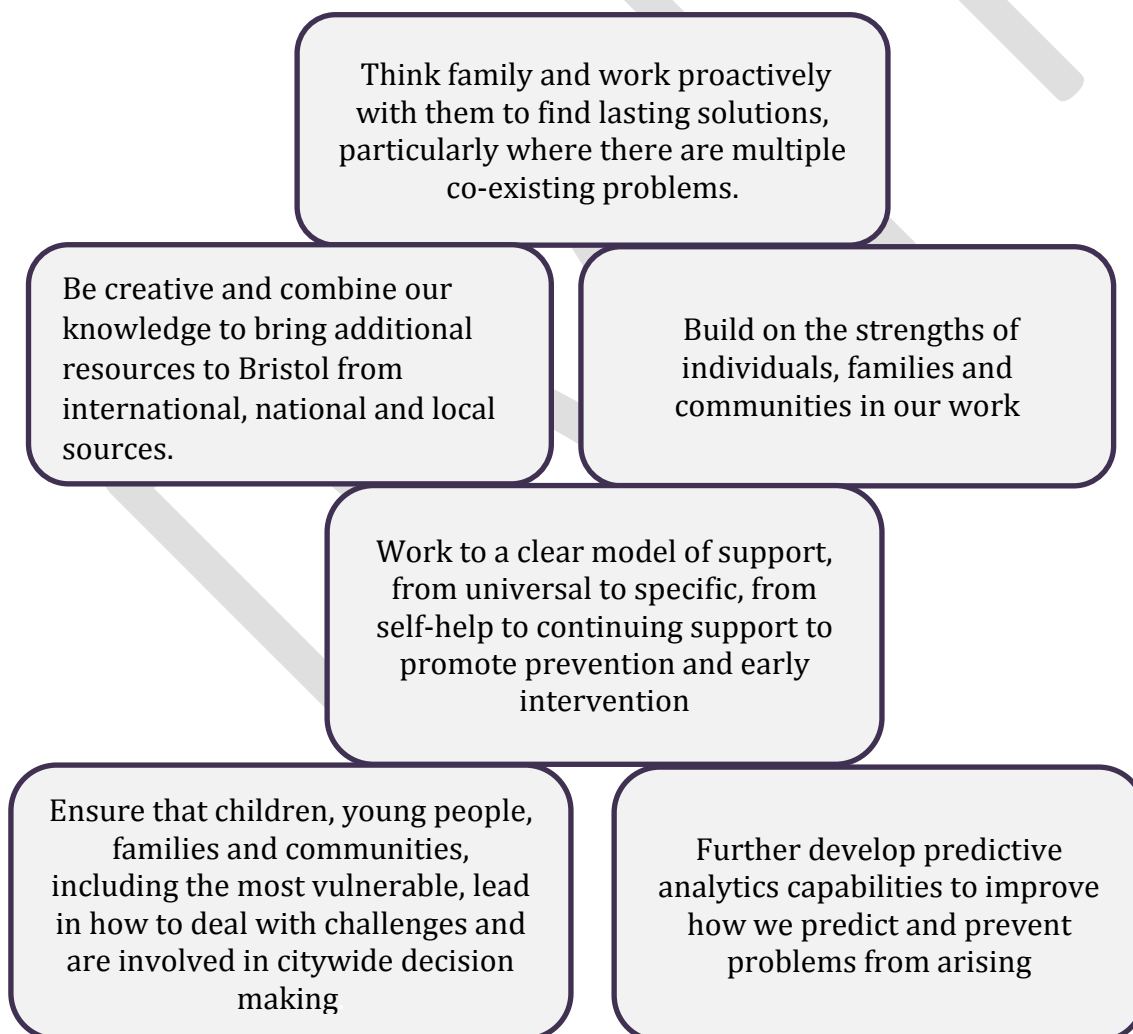 Think family and work proactively
with them to find lasting solutions,
particularly where there are multiple
co-existing problems.
Be creative and combine our
knowledge to bring additional
resources to Bristol from
international, national and local
sources.
Build on the strengths of
individuals, families and
communities in our work
Work to a clear model of support,
from universal to specific, from
self-help to continuing support to
promote prevention and early
intervention
Ensure that children, young people,
families and communities,
including the most vulnerable, lead
in how to deal with challenges and
are involved in citywide decision
making
Further develop predictive
analytics capabilities to improve
how we predict and prevent
problems from arising